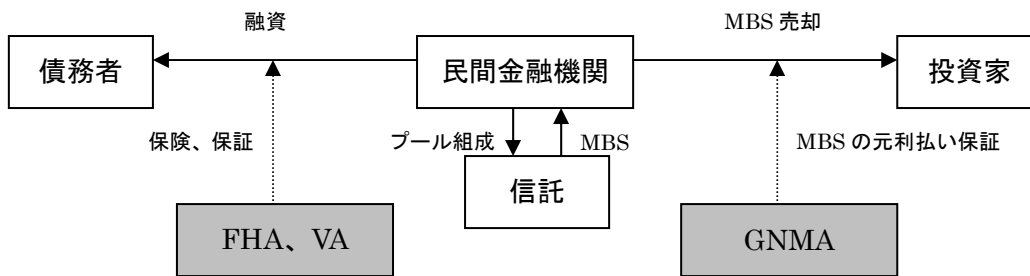 融資
MBS 売却
債務者
民間金融機関
投資家
保険、保証
プール組成
MBS
MBS の元利払い保証
信託
FHA、VA
GNMA